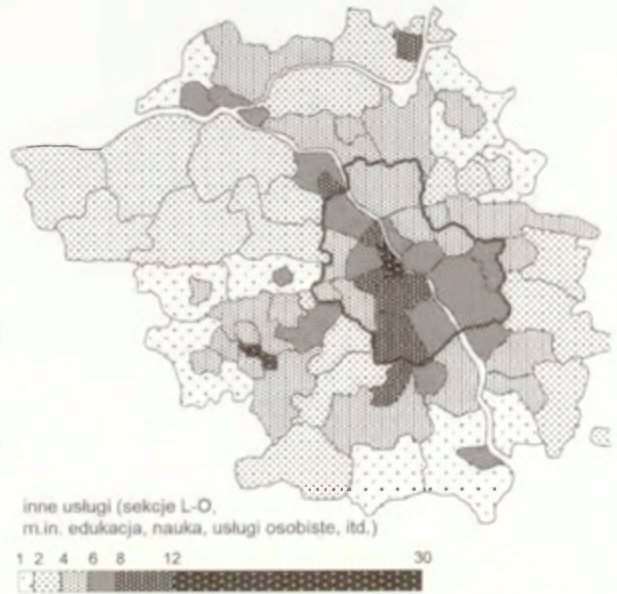 inne usługi (sekcje L-O,
m.in. edukacja, nauka, usługi osobiste, itd.)
1 2 4 6 8 12 30